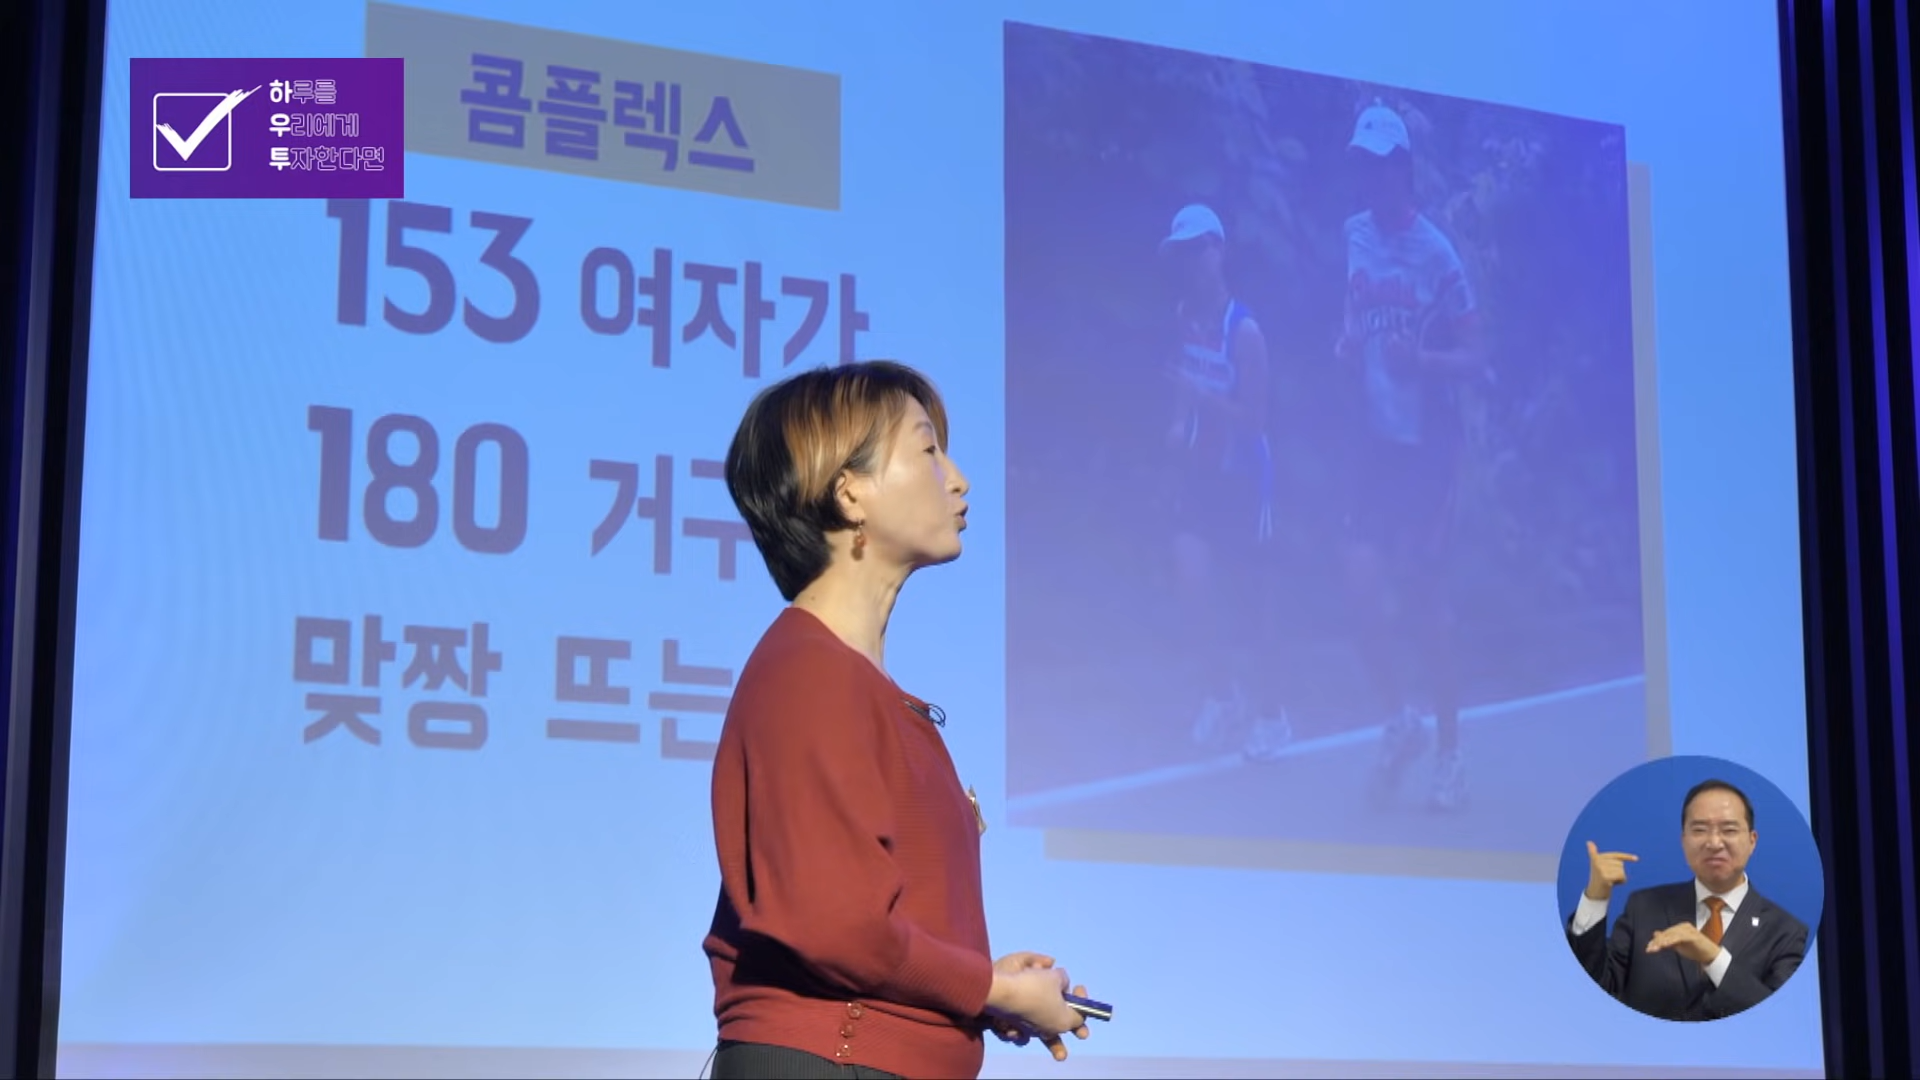 하루를
우리에게
투자한다면
콤플렉스
153 여자가
180 거구
맞짱 뜨는